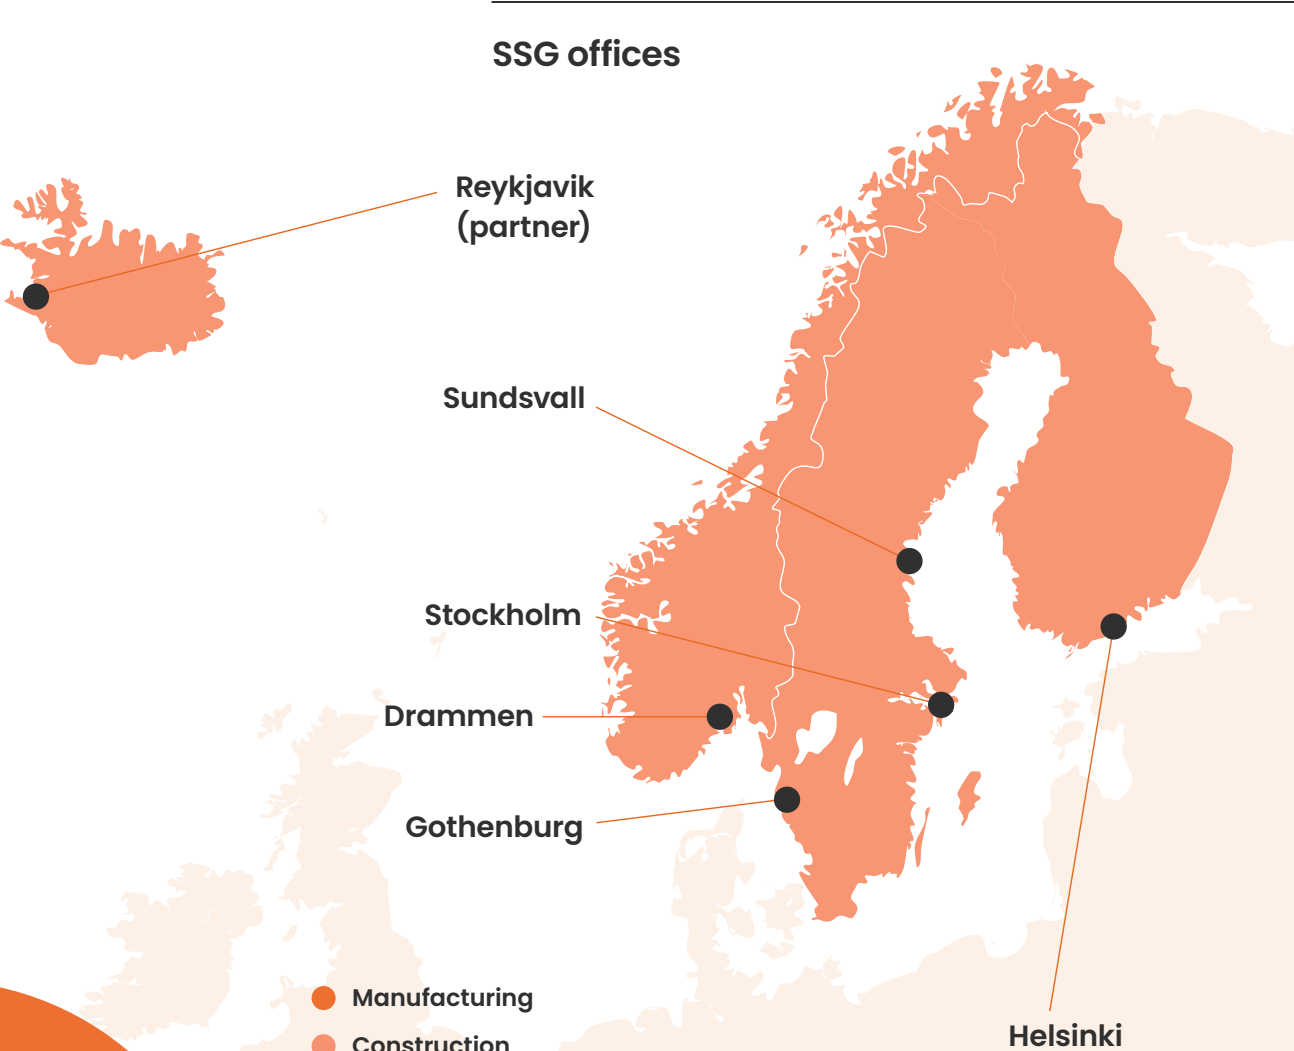 SSG offices
Reykjavik
(partner)
Sundsvall
Stockholm
Drammen
Gothenburg
Manufacturing
Construction
Helsinki